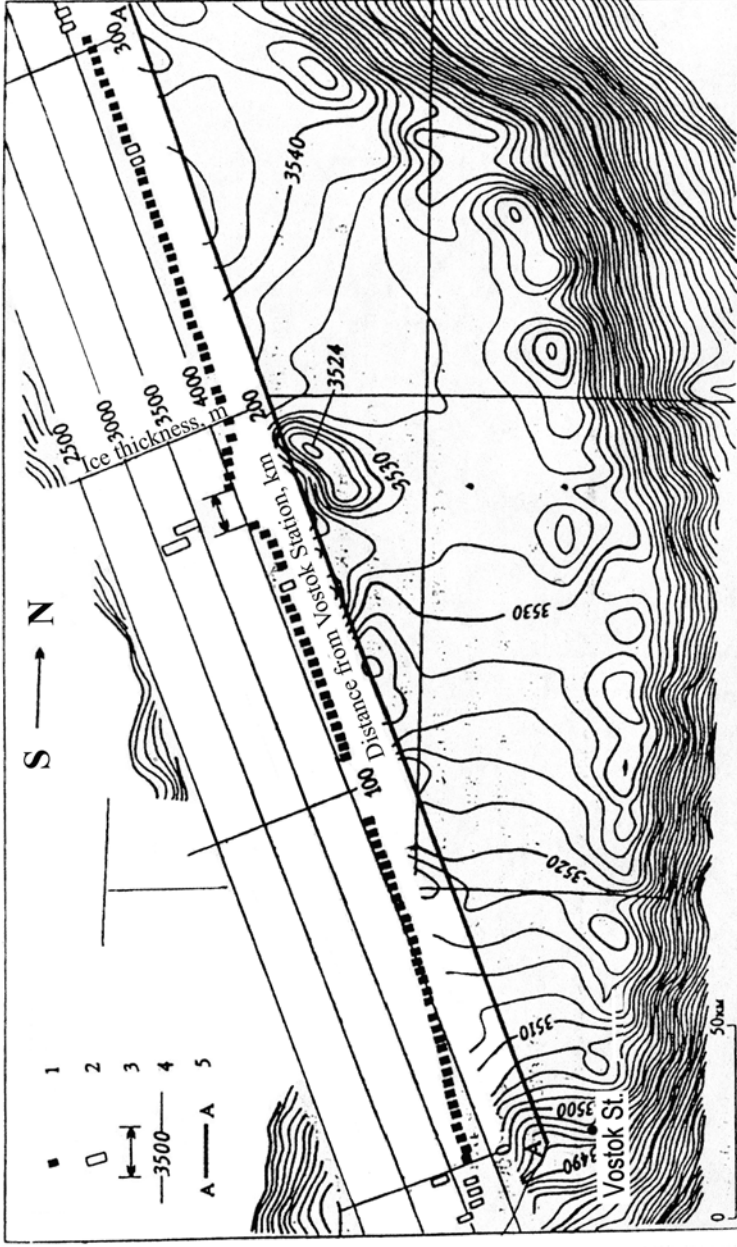 S → N
1
2
3
—3500— 4
A — A 5
Ice thickness, m
2500
3000
3500
4000
Distance from Vostok Station, km
0
100
200
300
A
A
3540
3524
3530
3530
3520
3510
3500
3490
Vostok St.
0 50км